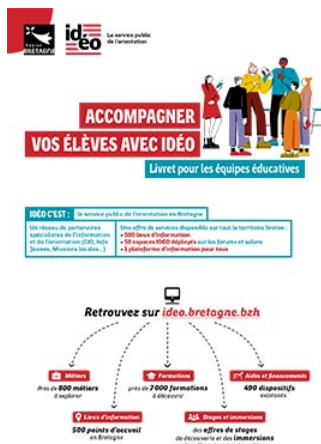 Région
BRETAGNE
idéo
Le service public
de l'orientation
ACCOMPAGNER
VOS ÉLÈVES AVEC IDÉO
Livret pour les équipes éducatives
IDÉO C'EST : le service public de l'orientation en Bretagne
Un réseau de partenaires
spécialistes de l'information
et de l'orientation (CIO, Info
Jeunes, Missions locales...)
Une offre de services disponible sur tout le territoire breton :
• 500 lieux d'information
• 50 espaces IDÉO déployés sur les forums et salons
• 1 plateforme d'information pour tous
Retrouvez sur ideo.bretagne.bzh
Métiers
Près de 800 métiers
à explorer
Formations
près de 7000 formations
à découvrir
Aides et financements
490 dispositifs
existants
Lieux d'information
500 points d'accueil
en Bretagne
Stages et immersions
des offres de stages
de découverte et des immersions